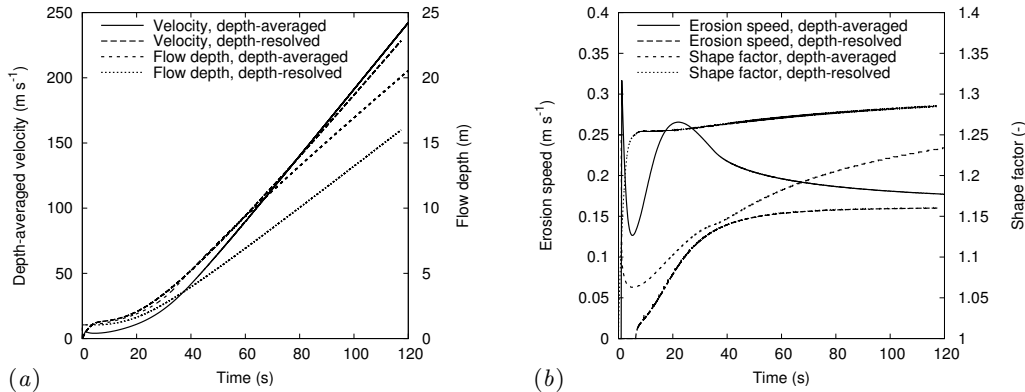 Velocity, depth-averaged
Velocity, depth-resolved
Flow depth, depth-averaged
Flow depth, depth-resolved
Depth-averaged velocity (m s⁻¹)
250
200
150
100
50
0
Flow depth (m)
25
20
15
10
5
0
0 20 40 60 80 100 120
Time (s)
(a)
Erosion speed, depth-averaged
Erosion speed, depth-resolved
Shape factor, depth-averaged
Shape factor, depth-resolved
Erosion speed (m s⁻¹)
0.4
0.35
0.3
0.25
0.2
0.15
0.1
0.05
0
Shape factor (-)
1.4
1.35
1.3
1.25
1.2
1.15
1.1
1.05
1
0 20 40 60 80 100 120
Time (s)
(b)